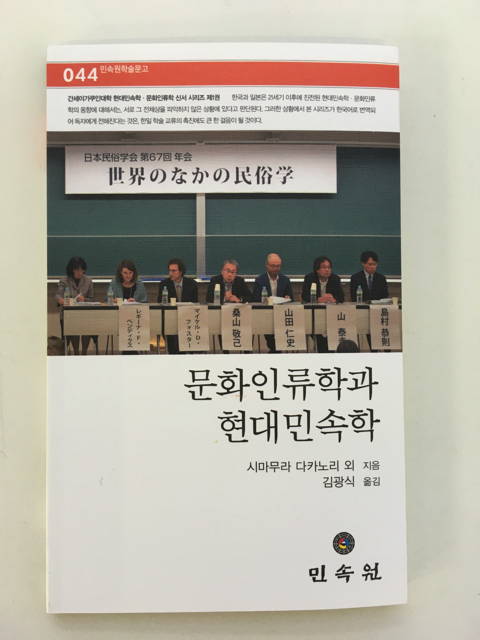 044 민속원학술문고
간세이가쿠인대학 현대민속학 · 문화인류학 신서 시리즈 제1권 한국과 일본은 21세기 이후에 진전된 현대민속학 · 문화인류
학의 동향에 대해서는, 서로 그 전체상을 파악하지 않은 상황에 있다고 판단된다. 그러한 상황에서 본 시리즈가 한국어로 번역되
어 독자에게 전해진다는 것은, 한일 학술 교류의 촉진에도 큰 한 걸음이 될 것이다.
日本民俗学会 第67回 年会
世界のなかの民俗学
レギーナ・F・
ベンディクス
マイケル・D・
フォスター
桑山 敬己
山田 仁史
山 泰
島村 恭則
문화인류학과
현대민속학
시마무라 다카노리 외 지음
김광식 옮김
민속원